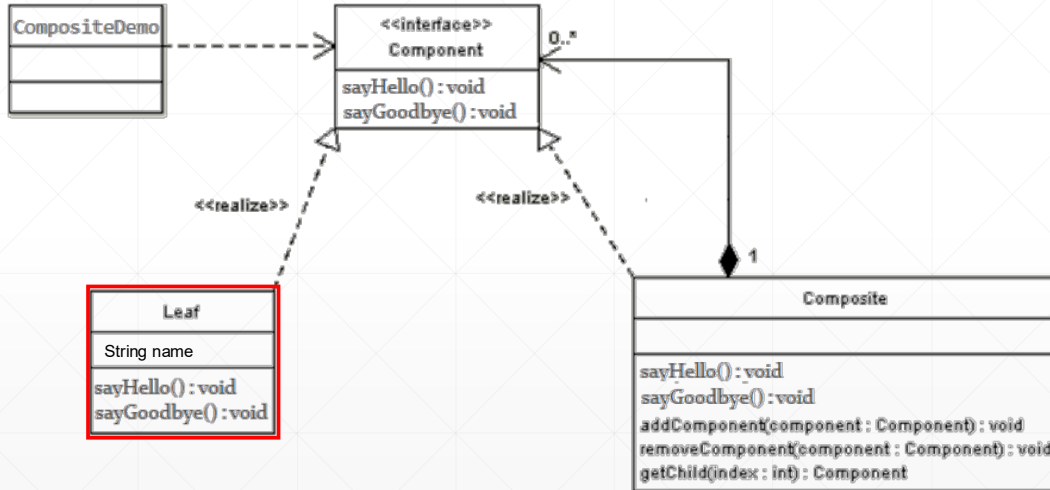 CompositeDemo
<<interface>>
Component
sayHello() : void
sayGoodbye() : void
0..*
<<realize>>
<<realize>>
1
Leaf
String name
sayHello() : void
sayGoodbye() : void
Composite
sayHello() : void
sayGoodbye() : void
addComponent(component : Component) : void
removeComponent(component : Component) : void
getChild(index : int) : Component